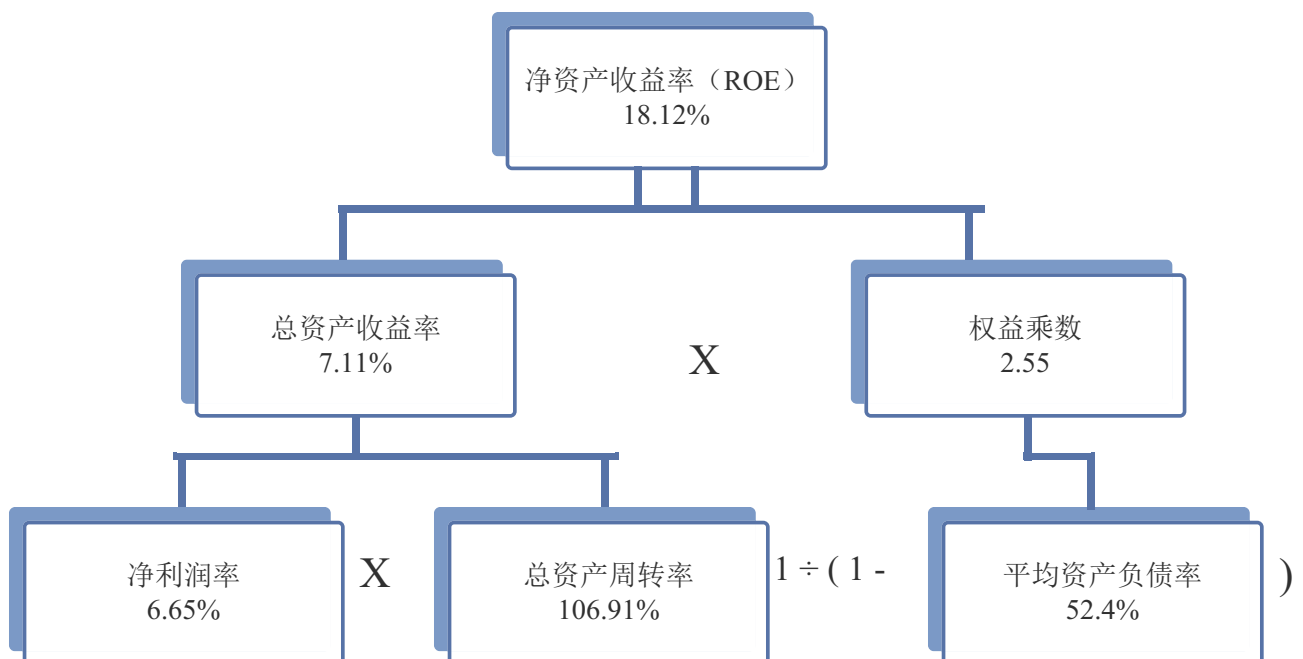 净资产收益率（ROE）
18.12%
总资产收益率
7.11%
X
权益乘数
2.55
净利润率
6.65%
X
总资产周转率
106.91%
1 ÷ ( 1 -
平均资产负债率
52.4%
)